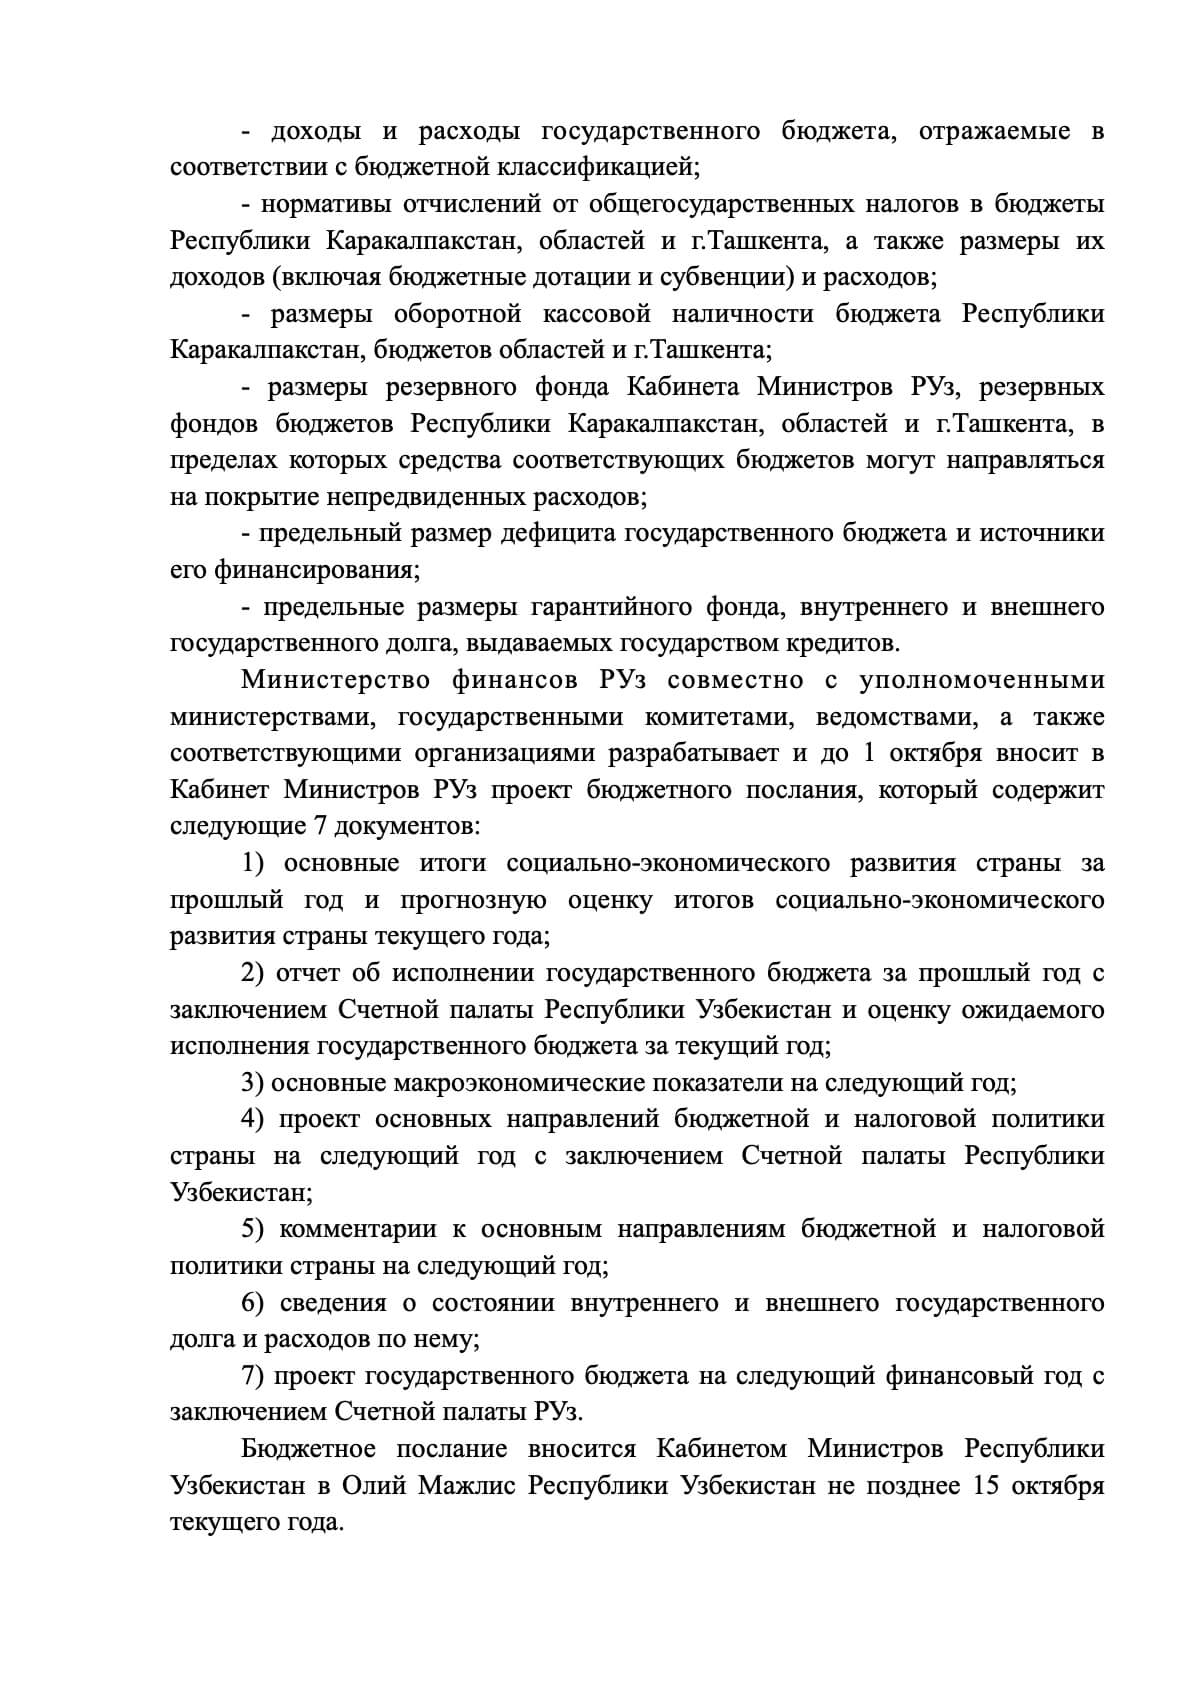 - доходы и расходы государственного бюджета, отражаемые в
соответствии с бюджетной классификацией;
- нормативы отчислений от общегосударственных налогов в бюджеты
Республики Каракалпакстан, областей и г.Ташкента, а также размеры их
доходов (включая бюджетные дотации и субвенции) и расходов;
- размеры оборотной кассовой наличности бюджета Республики
Каракалпакстан, бюджетов областей и г.Ташкента;
- размеры резервного фонда Кабинета Министров РУз, резервных
фондов бюджетов Республики Каракалпакстан, областей и г.Ташкента, в
пределах которых средства соответствующих бюджетов могут направляться
на покрытие непредвиденных расходов;
- предельный размер дефицита государственного бюджета и источники
его финансирования;
- предельные размеры гарантийного фонда, внутреннего и внешнего
государственного долга, выдаваемых государством кредитов.
Министерство финансов РУз совместно с уполномоченными
министерствами, государственными комитетами, ведомствами, а также
соответствующими организациями разрабатывает и до 1 октября вносит в
Кабинет Министров РУз проект бюджетного послания, который содержит
следующие 7 документов:
1) основные итоги социально-экономического развития страны за
прошлый год и прогнозную оценку итогов социально-экономического
развития страны текущего года;
2) отчет об исполнении государственного бюджета за прошлый год с
заключением Счетной палаты Республики Узбекистан и оценку ожидаемого
исполнения государственного бюджета за текущий год;
3) основные макроэкономические показатели на следующий год;
4) проект основных направлений бюджетной и налоговой политики
страны на следующий год с заключением Счетной палаты Республики
Узбекистан;
5) комментарии к основным направлениям бюджетной и налоговой
политики страны на следующий год;
6) сведения о состоянии внутреннего и внешнего государственного
долга и расходов по нему;
7) проект государственного бюджета на следующий финансовый год с
заключением Счетной палаты РУз.
Бюджетное послание вносится Кабинетом Министров Республики
Узбекистан в Олий Мажлис Республики Узбекистан не позднее 15 октября
текущего года.